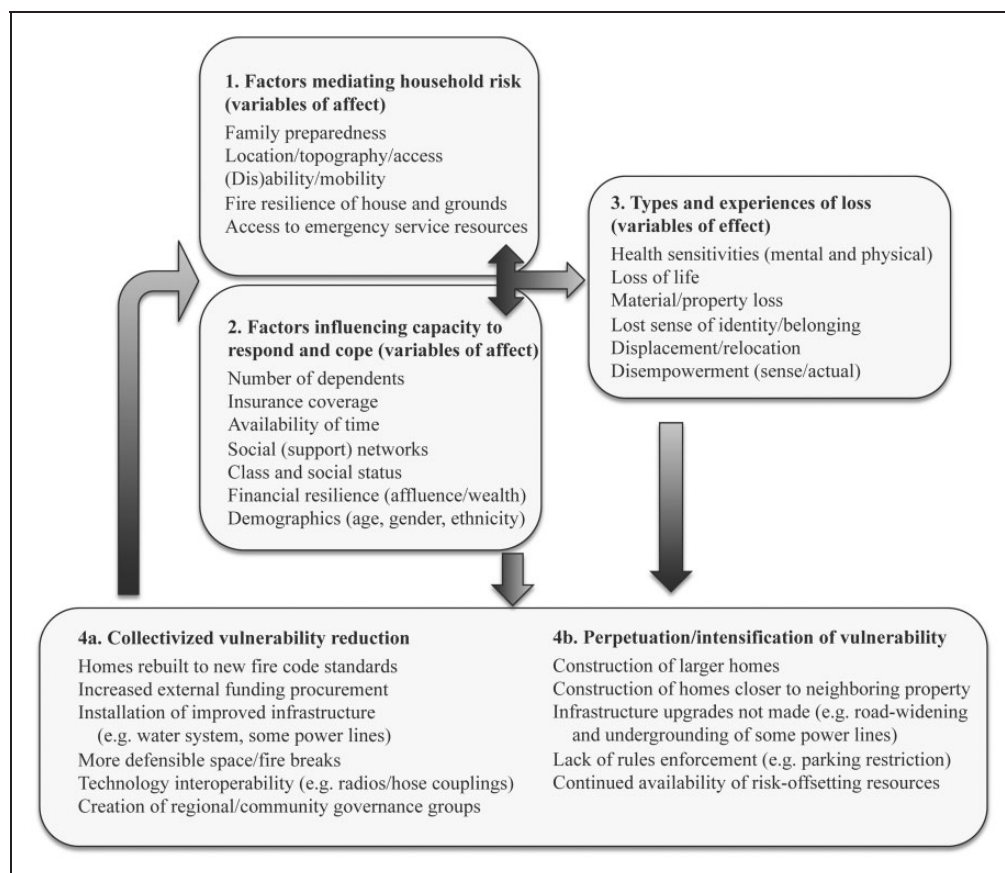 1. Factors mediating household risk
(variables of affect)
Family preparedness
Location/topography/access
(Dis)ability/mobility
Fire resilience of house and grounds
Access to emergency service resources
2. Factors influencing capacity to
respond and cope (variables of affect)
Number of dependents
Insurance coverage
Availability of time
Social (support) networks
Class and social status
Financial resilience (affluence/wealth)
Demographics (age, gender, ethnicity)
3. Types and experiences of loss
(variables of effect)
Health sensitivities (mental and physical)
Loss of life
Material/property loss
Lost sense of identity/belonging
Displacement/relocation
Disempowerment (sense/actual)
4a. Collectivized vulnerability reduction
Homes rebuilt to new fire code standards
Increased external funding procurement
Installation of improved infrastructure
(e.g. water system, some power lines)
More defensible space/fire breaks
Technology interoperability (e.g. radios/hose couplings)
Creation of regional/community governance groups
4b. Perpetuation/intensification of vulnerability
Construction of larger homes
Construction of homes closer to neighboring property
Infrastructure upgrades not made (e.g. road-widening
and undergrounding of some power lines)
Lack of rules enforcement (e.g. parking restriction)
Continued availability of risk-offsetting resources